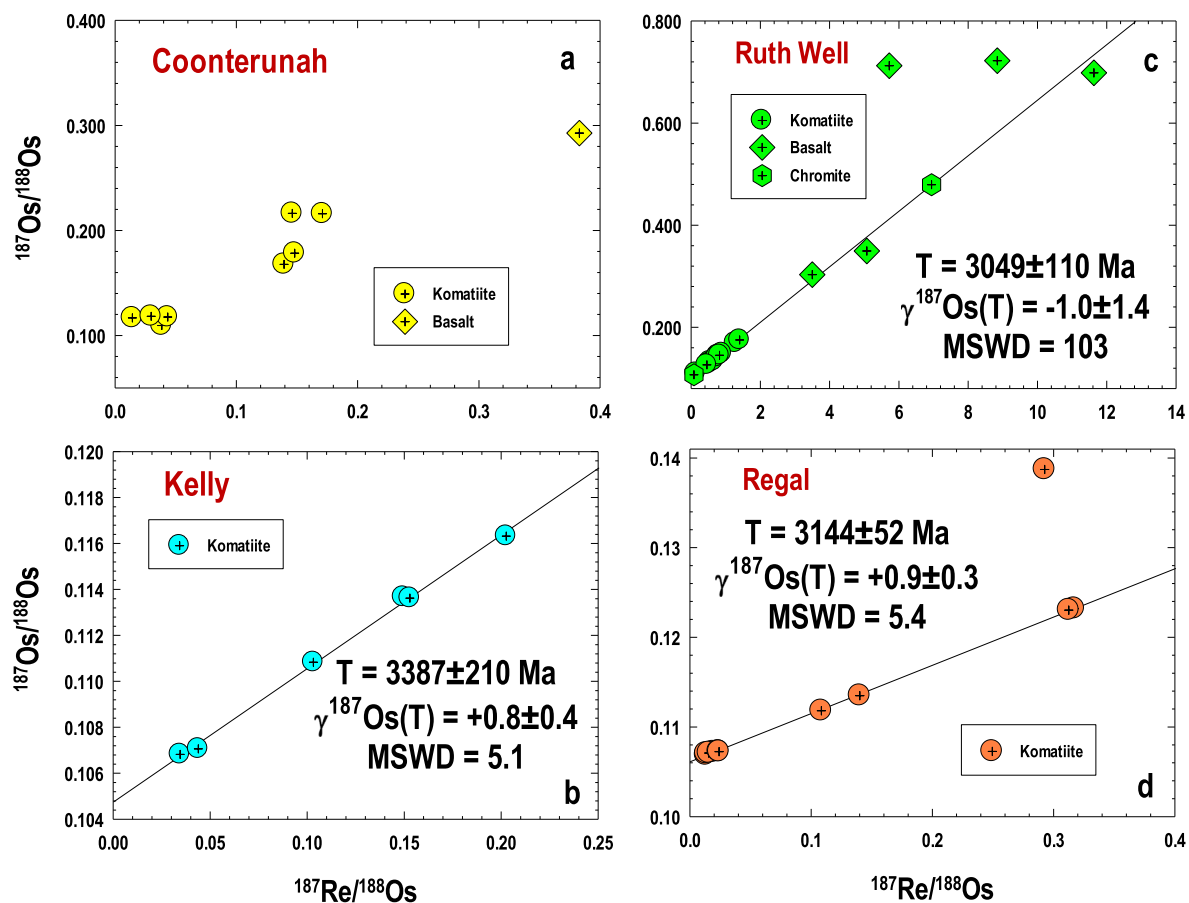 Coonterunah
a
0.400
0.300
0.200
0.100
¹⁸⁷Os/¹⁸⁸Os
Komatiite
Basalt
0.0
0.1
0.2
0.3
0.4
Ruth Well
c
0.800
0.600
0.400
0.200
Komatiite
Basalt
Chromite
T = 3049±110 Ma
γ¹⁸⁷Os(T) = -1.0±1.4
MSWD = 103
0
2
4
6
8
10
12
14
Kelly
0.120
0.118
0.116
0.114
0.112
0.110
0.108
0.106
0.104
¹⁸⁷Os/¹⁸⁸Os
Komatiite
T = 3387±210 Ma
γ¹⁸⁷Os(T) = +0.8±0.4
MSWD = 5.1
b
0.00
0.05
0.10
0.15
0.20
0.25
¹⁸⁷Re/¹⁸⁸Os
Regal
0.14
0.13
0.12
0.11
0.10
T = 3144±52 Ma
γ¹⁸⁷Os(T) = +0.9±0.3
MSWD = 5.4
Komatiite
d
0.0
0.1
0.2
0.3
0.4
¹⁸⁷Re/¹⁸⁸Os